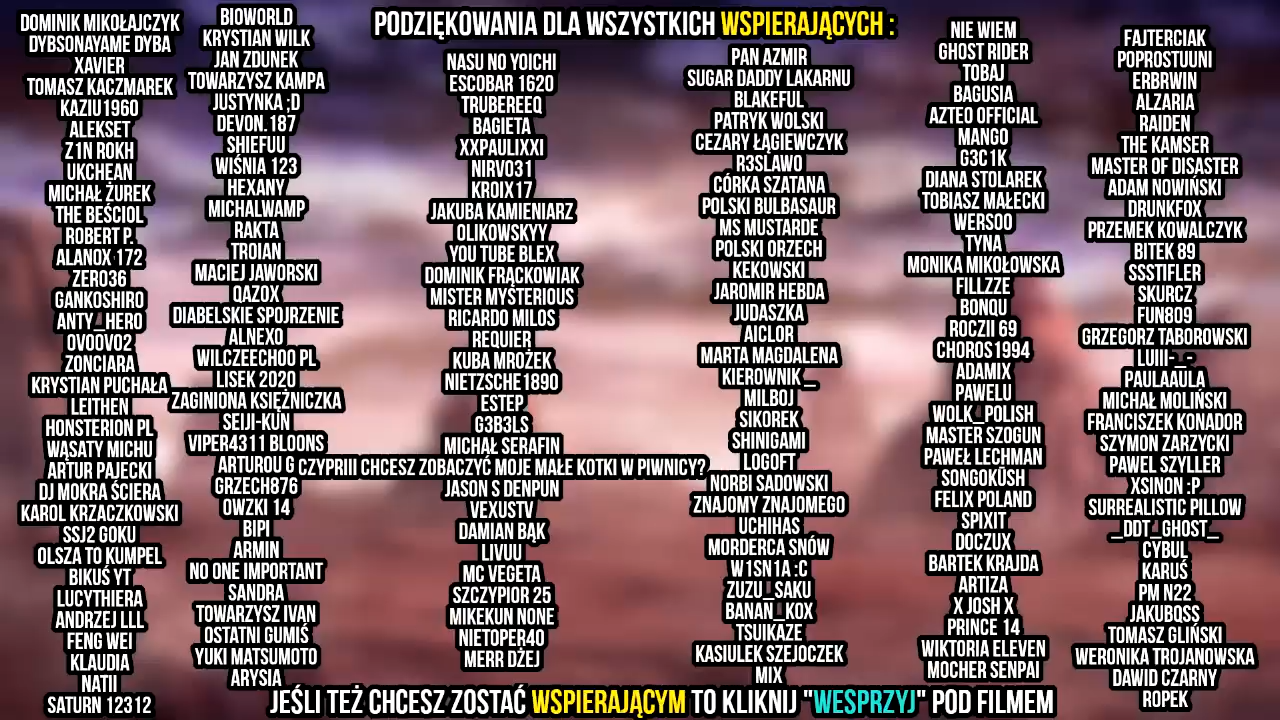 PODZIĘKOWANIA DLA WSZYSTKICH WSPIERAJĄCYCH :
DOMINIK MIKOŁAJCZYK
DYBSONAYAME DYBA
XAVIER
TOMASZ KACZMAREK
KAZIU1960
ALEKSET
Z1N ROKH
UKCHEAN
MICHAŁ ŻUREK
THE BEŚCIOL
ROBERT P.
ALANOX 172
ZERO36
GANKOSHIRO
ANTY_HERO
OVOOVO2
ZONCIARA
KRYSTIAN PUCHAŁA
LEITHEN
HONSTERION PL
WĄSATY MICHU
ARTUR PAJECKI
DJ MOKRA ŚCIERA
KAROL KRZACZKOWSKI
SSJ2 GOKU
OLSZA TO KUMPEL
BIKUŚ YT
LUCYTHIERA
ANDRZEJ LLL
FENG WEI
KLAUDIA
NATII
SATURN 12312
BIOWORLD
KRYSTIAN WILK
JAN ZDUNEK
TOWARZYSZ KAMPA
JUSTYNKA ;D
DEVON.187
SHIEFUU
WIŚNIA 123
HEXANY
MICHALWAMP
RAKTA
TROIAN
MACIEJ JAWORSKI
QAZOX
DIABELSKIE SPOJRZENIE
ALNEXO
WILCZEECHOO PL
LISEK 2020
ZAGINIONA KSIĘŻNICZKA
SEIJI-KUN
VIPER4311 BLOONS
ARTUROU G
GRZECH876
OWZKI 14
BIPI
ARMIN
NO ONE IMPORTANT
SANDRA
TOWARZYSZ IVAN
OSTATNI GUMIŚ
YUKI MATSUMOTO
ARYSIA
NASU NO YOICHI
ESCOBAR 1620
TRUBEREEQ
BAGIETA
XXPAULIXXI
NIRVO31
KROIX17
JAKUBA KAMIENIARZ
OLIKOWSKYY
YOU TUBE BLEX
DOMINIK FRĄCKOWIAK
MISTER MYSTERIOUS
RICARDO MILOS
REQUIER
KUBA MROŻEK
NIETZSCHE1890
ESTEP
G3B3LS
MICHAŁ SERAFIN
CZYPRIII CHCESZ ZOBACZYĆ MOJE MAŁE KOTKI W PIWNICY?
JASON S DENPUN
VEXUSTV
DAMIAN BĄK
LIVUU
MC VEGETA
SZCZYPIOR 25
MIKEKUN NONE
NIETOPER40
MERR DŻEJ
PAN AZMIR
SUGAR DADDY LAKARNU
BLAKEFUL
PATRYK WOLSKI
CEZARY ŁĄGIEWCZYK
R3SLAWO
CÓRKA SZATANA
POLSKI BULBASAUR
MS MUSTARDE
POLSKI ORZECH
KEKOWSKI
JAROMIR HEBDA
JUDASZKA
AICLOR
MARTA MAGDALENA
KIEROWNIK_
MILBOJ
SIKOREK
SHINIGAMI
LOGOFT
NORBI SADOWSKI
ZNAJOMY ZNAJOMEGO
UCHIHAS
MORDERCA SNÓW
W1SN1A :C
ZUZU_SAKU
BANAN_KOX
TSUIKAZE
KASIULEK SZEJOCZEK
MIX
NIE WIEM
GHOST RIDER
TOBAJ
BAGUSIA
AZTEO OFFICIAL
MANGO
G3C1K
DIANA STOLAREK
TOBIASZ MAŁECKI
WERSOO
TYNA
MONIKA MIKOŁOWSKA
FILLZZE
BONQU
ROCZII 69
CHOROS1994
ADAMIX
PAWELU
WOLK_POLISH
MASTER SZOGUN
PAWEŁ LECHMAN
SONGOKŪSH
FELIX POLAND
SPIXIT
DOCZUX
BARTEK KRAJDA
ARTIZA
X JOSH X
PRINCE 14
WIKTORIA ELEVEN
MOCHER SENPAI
FAJTERCIAK
POPROSTUUNI
ERBRWIN
ALZARIA
RAIDEN
THE KAMSER
MASTER OF DISASTER
ADAM NOWIŃSKI
DRUNKFOX
PRZEMEK KOWALCZYK
BITEK 89
SSSTIFLER
SKURCZ
FUN809
GRZEGORZ TABOROWSKI
LUIII-_-
PAULAAULA
MICHAŁ MOLIŃSKI
FRANCISZEK KONADOR
SZYMON ZARZYCKI
PAWEL SZYLLER
XSINON :P
SURREALISTIC PILLOW
_DDT_GHOST_
CYBUL
KARUŚ
PM N22
JAKUBOSS
TOMASZ GLIŃSKI
WERONIKA TROJANOWSKA
DAWID CZARNY
ROPEK
JEŚLI TEŻ CHCESZ ZOSTAĆ WSPIERAJĄCYM TO KLIKNIJ "WESPRZYJ" POD FILMEM